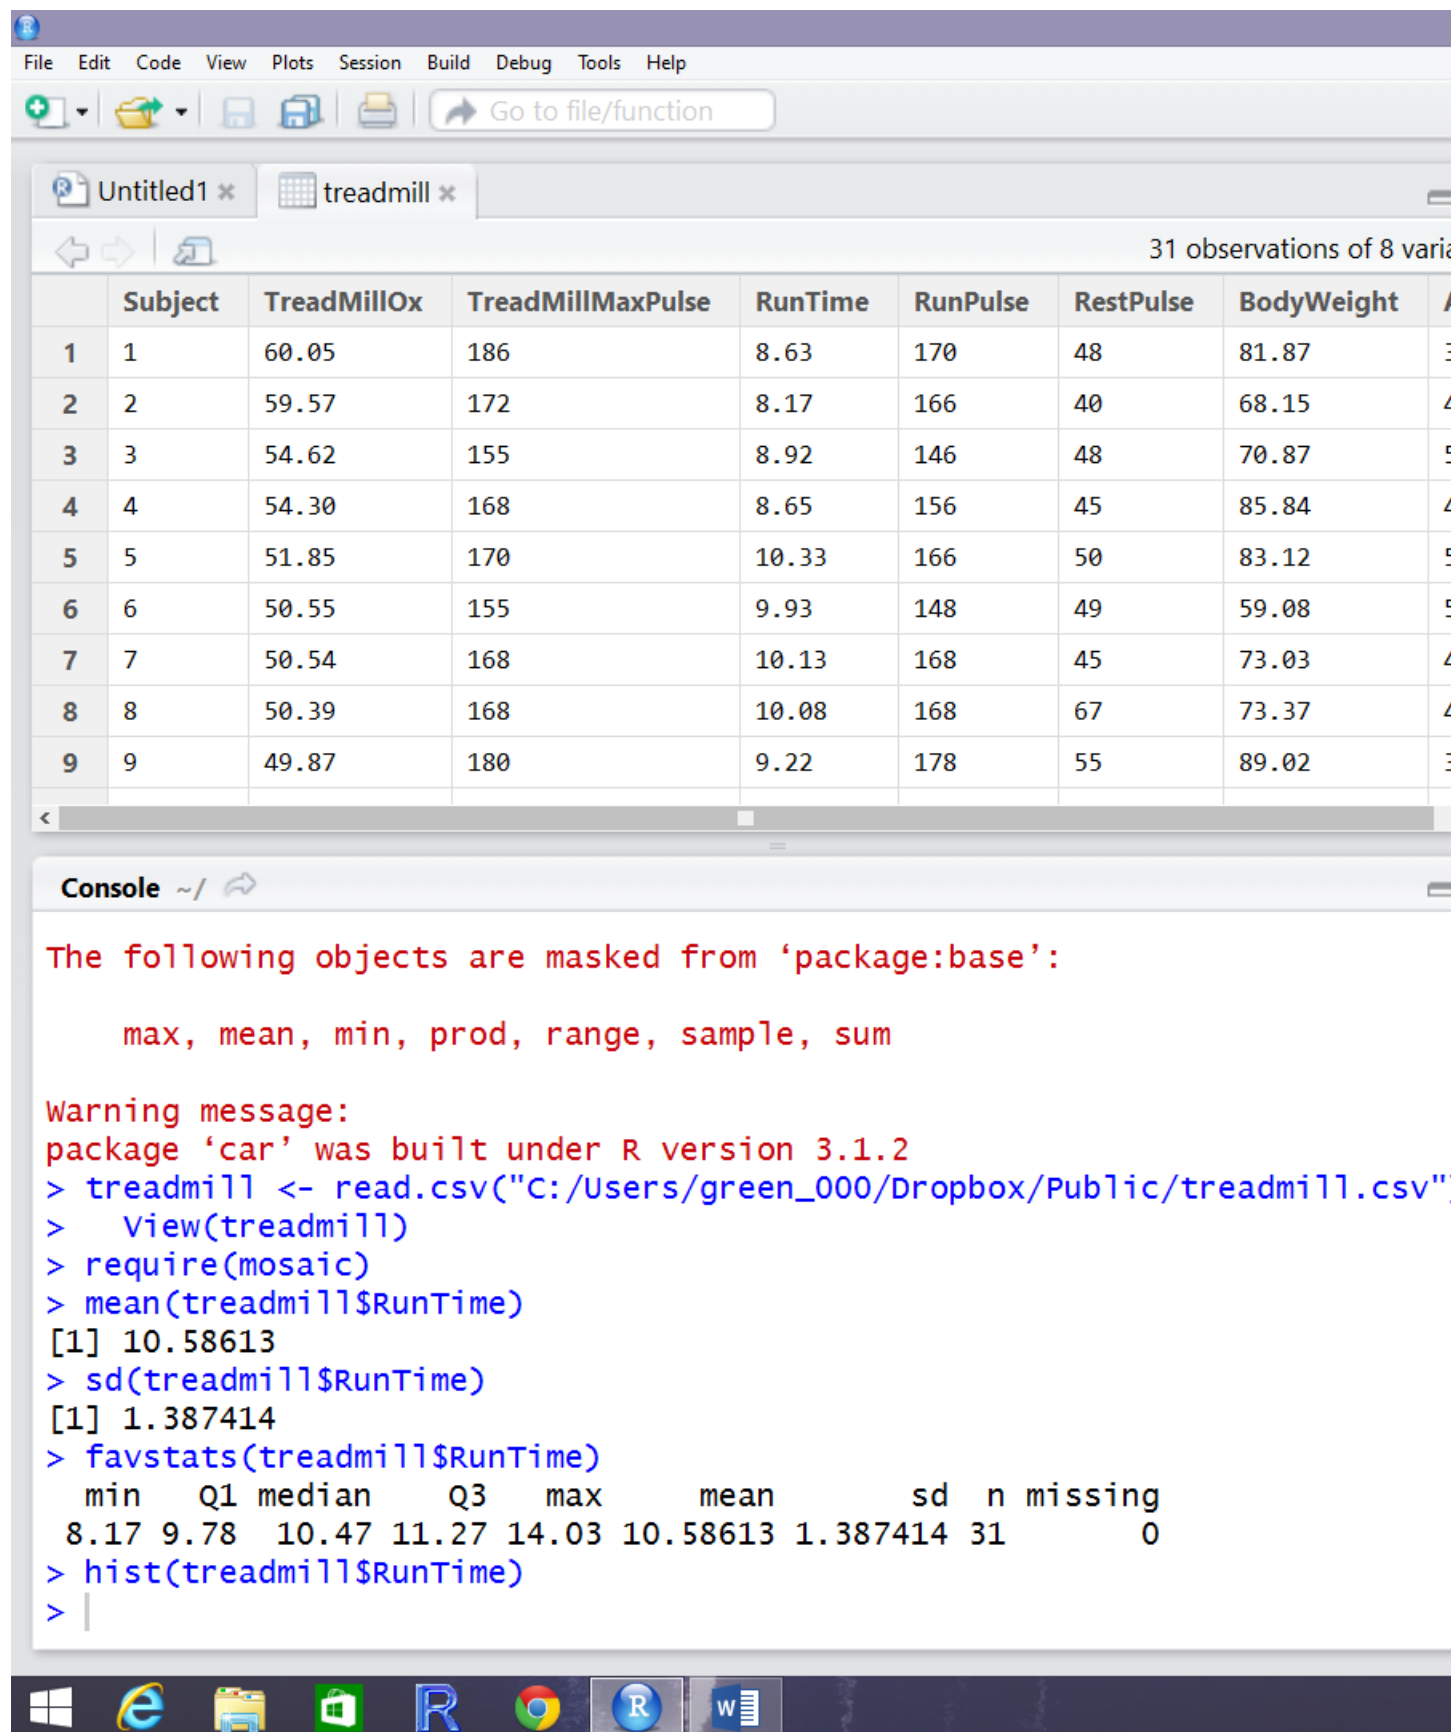 File Edit Code View Plots Session Build Debug Tools Help
Go to file/function
Untitled1 treadmill
31 observations of 8
Subject TreadMillOx TreadMillMaxPulse RunTime RunPulse RestPulse BodyWeight
1 1 60.05 186 8.63 170 48 81.87
2 2 59.57 172 8.17 166 40 68.15
3 3 54.62 155 8.92 146 48 70.87
4 4 54.30 168 8.65 156 45 85.84
5 5 51.85 170 10.33 166 50 83.12
6 6 50.55 155 9.93 148 49 59.08
7 7 50.54 168 10.13 168 45 73.03
8 8 50.39 168 10.08 168 67 73.37
9 9 49.87 180 9.22 178 55 89.02
Console ~/
The following objects are masked from ‘package:base’:
max, mean, min, prod, range, sample, sum
Warning message:
package ‘car’ was built under R version 3.1.2
> treadmill <- read.csv("C:/Users/green_000/Dropbox/Public/treadmill.csv")
> View(treadmill)
> require(mosaic)
> mean(treadmill$RunTime)
[1] 10.58613
> sd(treadmill$RunTime)
[1] 1.387414
> favstats(treadmill$RunTime)
min Q1 median Q3 max mean sd n missing
8.17 9.78 10.47 11.27 14.03 10.58613 1.387414 31 0
> hist(treadmill$RunTime)
>